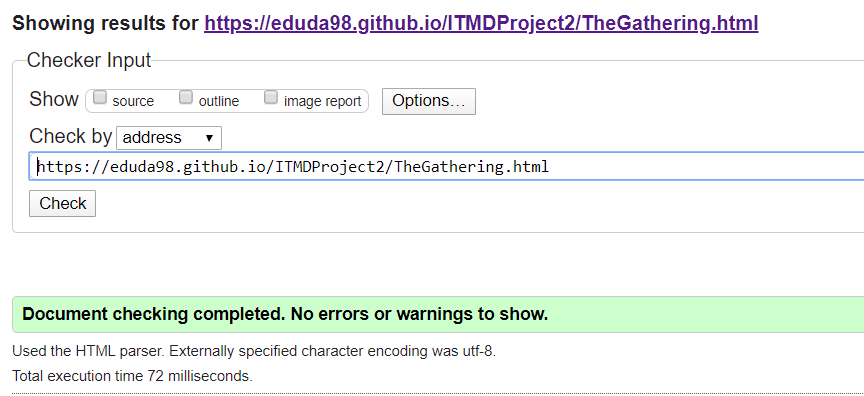 Showing results for https://eduda98.github.io/ITMDProject2/TheGathering.html
Checker Input
Show source outline image report Options...
Check by address
https://eduda98.github.io/ITMDProject2/TheGathering.html
Check
Document checking completed. No errors or warnings to show.
Used the HTML parser. Externally specified character encoding was utf-8.
Total execution time 72 milliseconds.